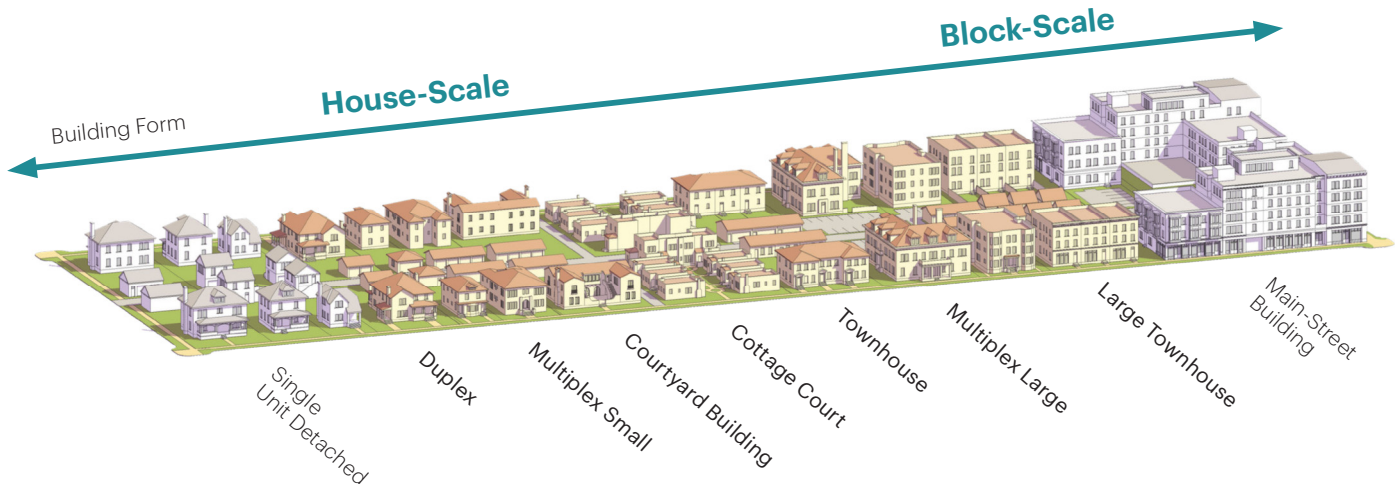 Block-Scale
House-Scale
Building Form
Single
Unit Detached
Duplex
Multiplex Small
Courtyard Building
Cottage Court
Townhouse
Multiplex Large
Large Townhouse
Main-Street
Building